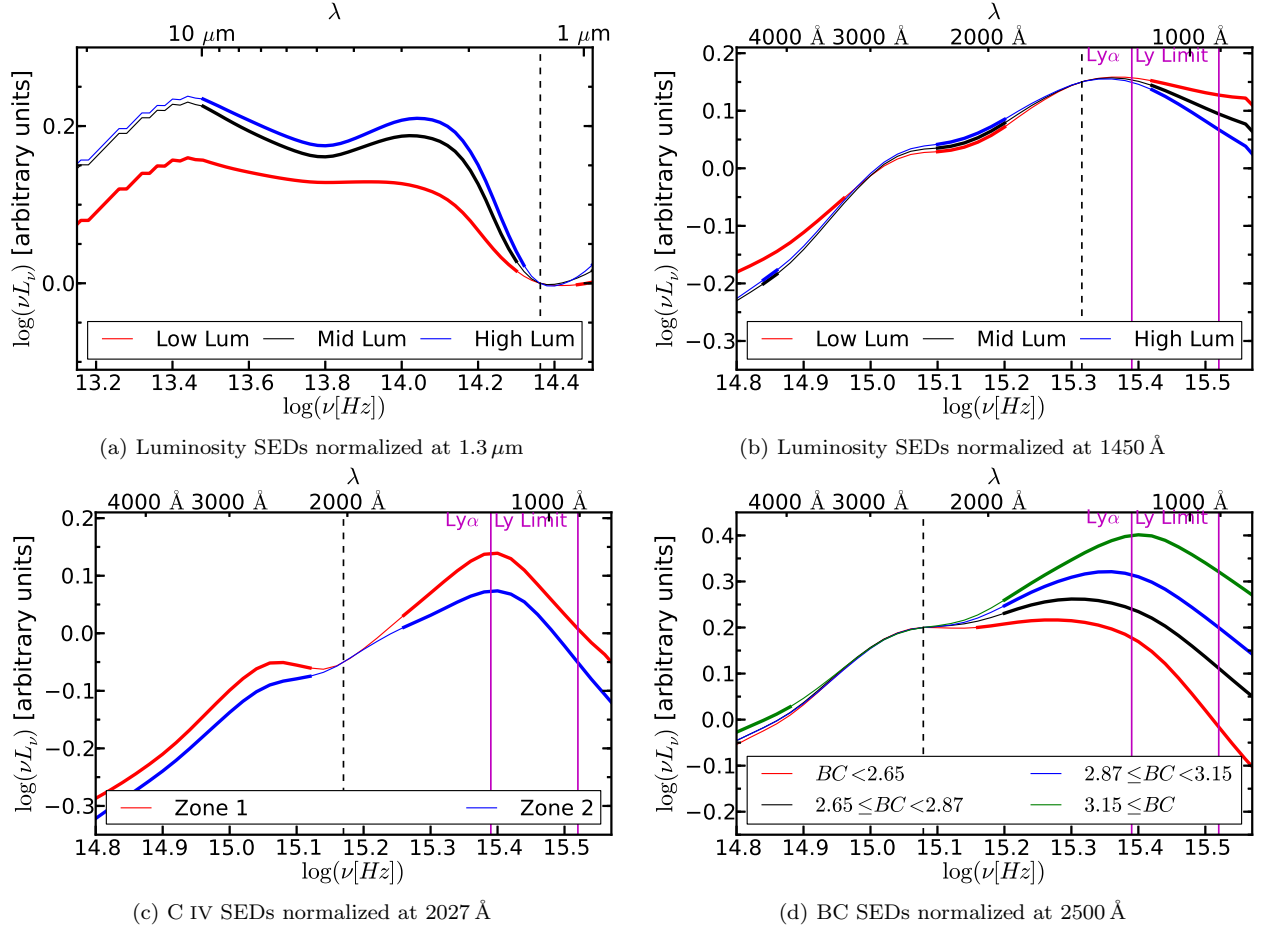 λ
10 μm 1 μm
log(νLν) [arbitrary units]
0.2
0.0
Low Lum Mid Lum High Lum
13.2 13.4 13.6 13.8 14.0 14.2 14.4
log(ν[Hz])
(a) Luminosity SEDs normalized at 1.3 μm
λ
4000 Å 3000 Å 2000 Å 1000 Å
Lyα Ly Limit
log(νLν) [arbitrary units]
0.2
0.1
0.0
−0.1
−0.2
−0.3
Low Lum Mid Lum High Lum
14.8 14.9 15.0 15.1 15.2 15.3 15.4 15.5
log(ν[Hz])
(b) Luminosity SEDs normalized at 1450 Å
λ
4000 Å 3000 Å 2000 Å 1000 Å
Lyα Ly Limit
log(νLν) [arbitrary units]
0.2
0.1
0.0
−0.1
−0.2
−0.3
Zone 1 Zone 2
14.8 14.9 15.0 15.1 15.2 15.3 15.4 15.5
log(ν[Hz])
(c) C IV SEDs normalized at 2027 Å
λ
4000 Å 3000 Å 2000 Å 1000 Å
Lyα Ly Limit
log(νLν) [arbitrary units]
0.4
0.3
0.2
0.1
0.0
−0.1
−0.2
BC <2.65 2.87 ≤BC <3.15
2.65 ≤BC <2.87 3.15 ≤BC
14.8 14.9 15.0 15.1 15.2 15.3 15.4 15.5
log(ν[Hz])
(d) BC SEDs normalized at 2500 Å